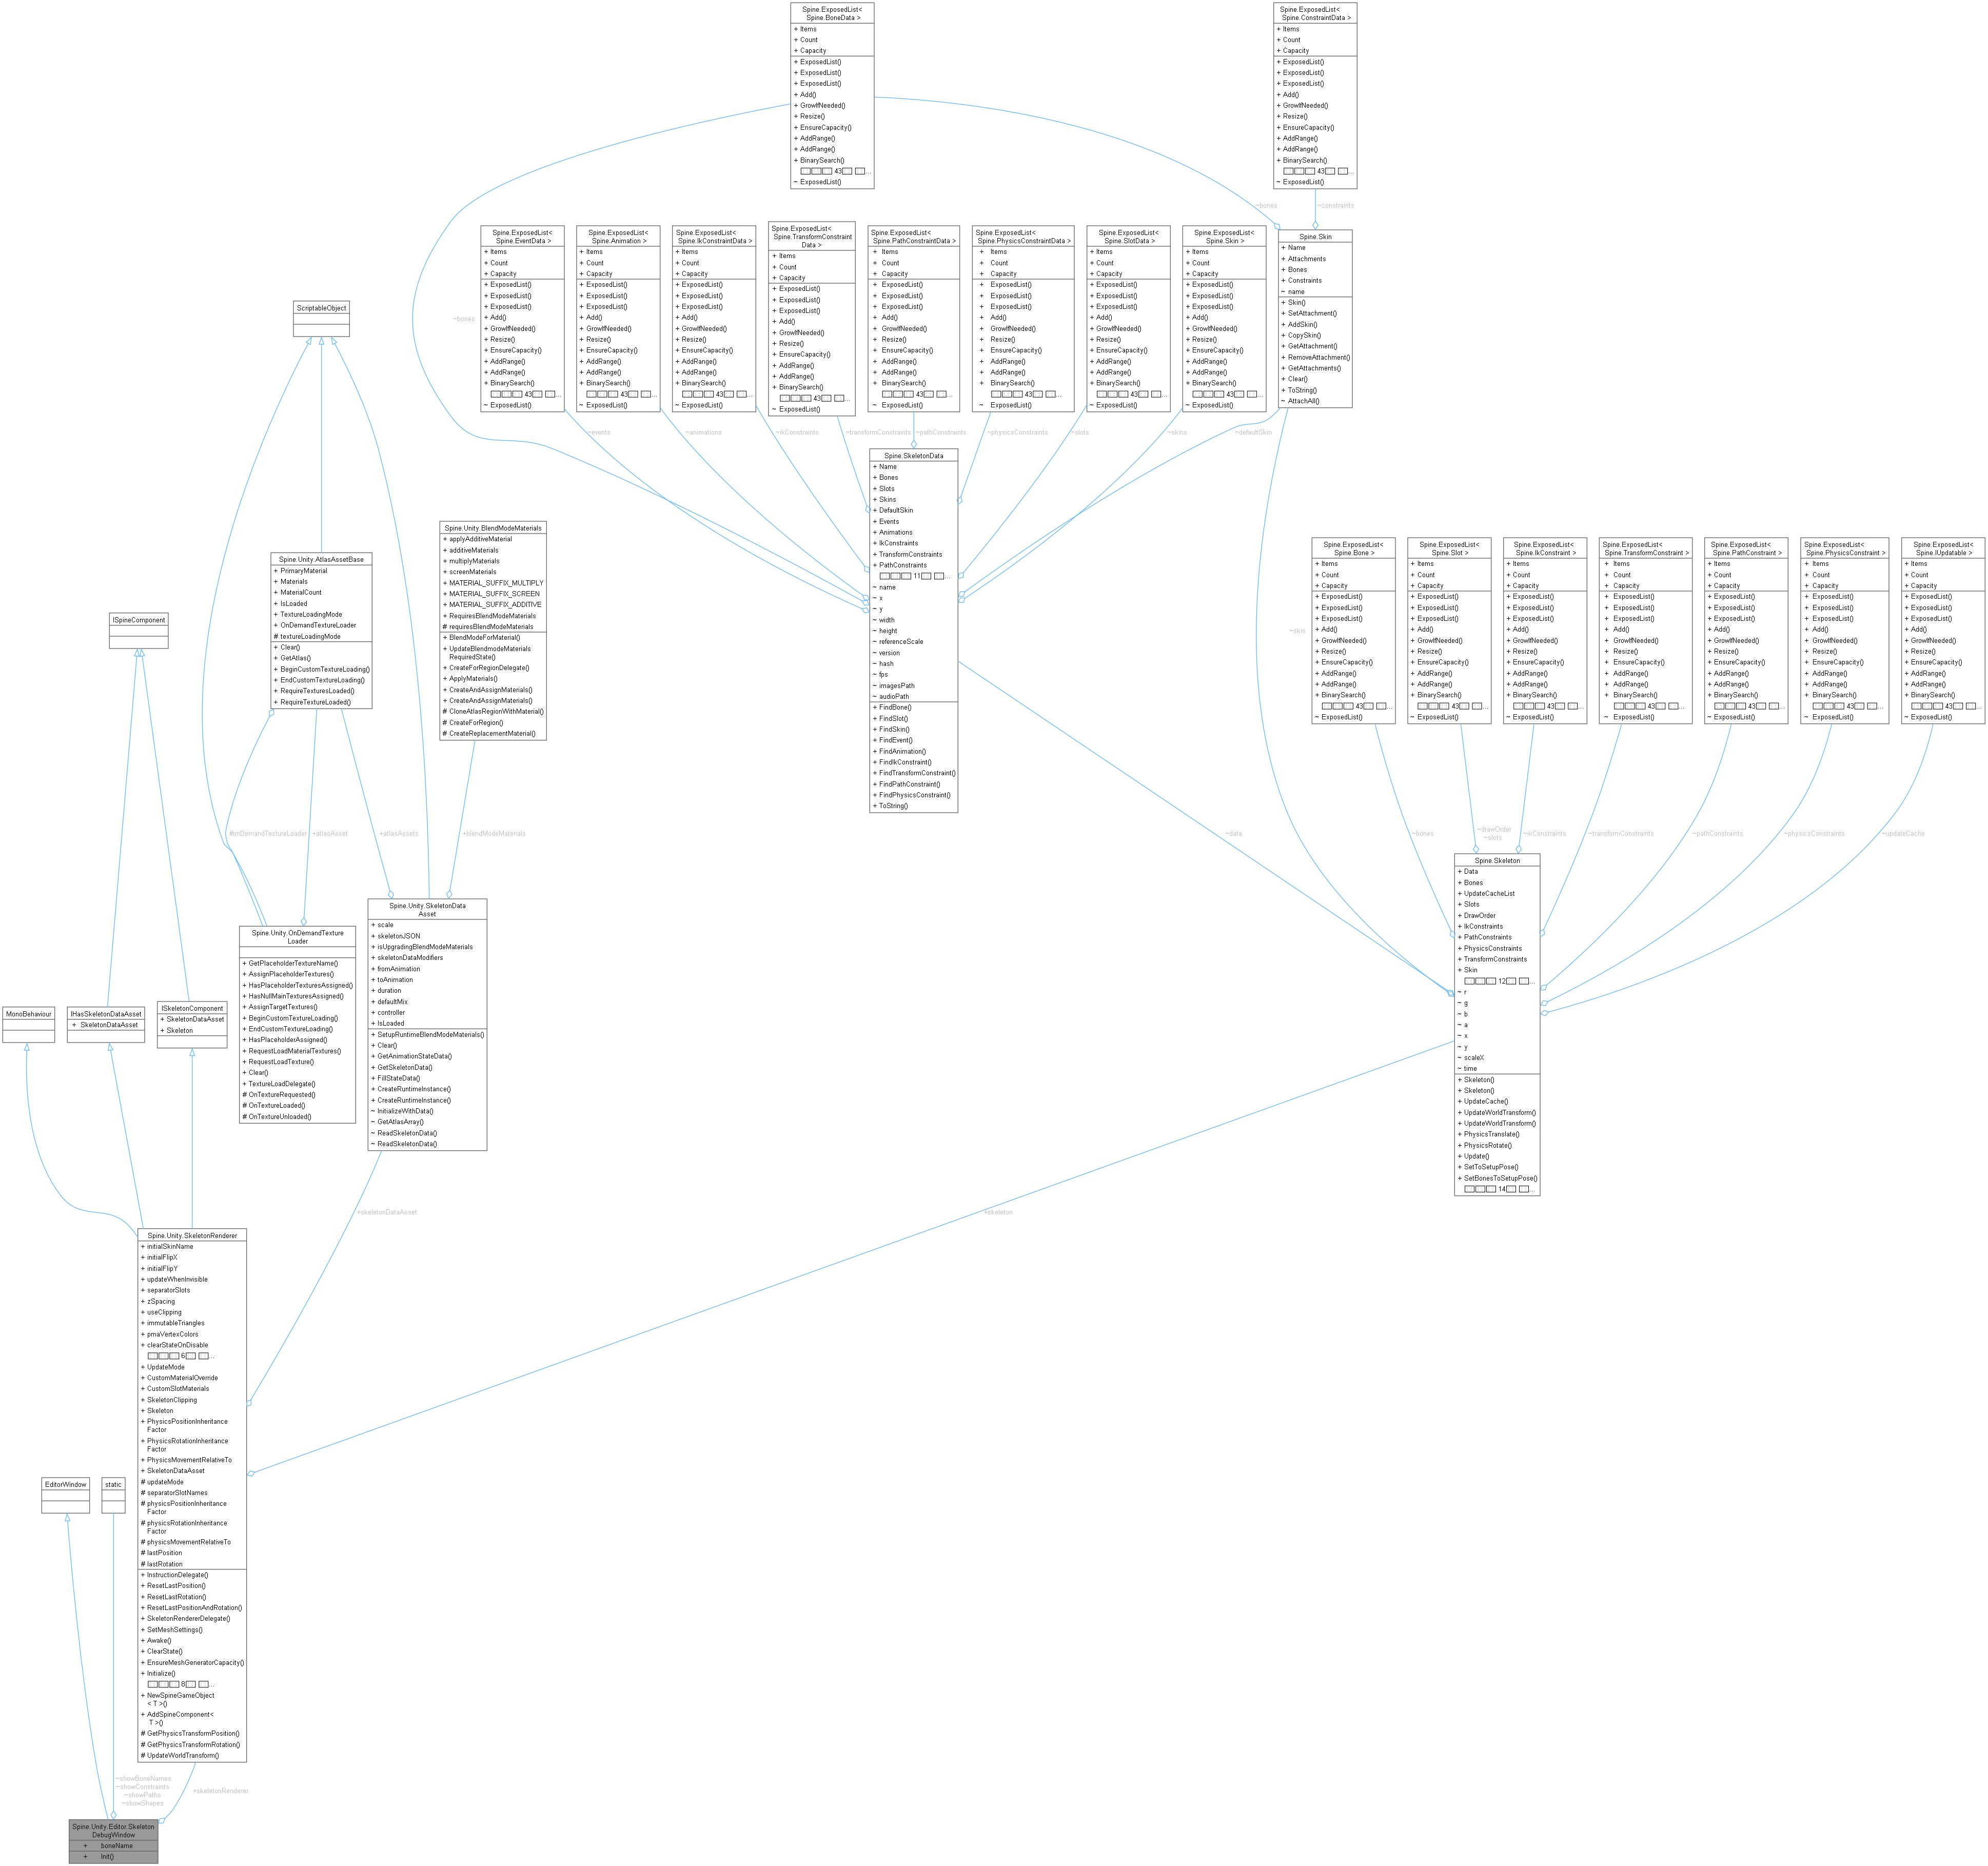 Spine.ExposedList<
Spine.BoneData >
+ Items
+ Count
+ Capacity
+ ExposedList()
+ ExposedList()
+ ExposedList()
+ Add()
+ GrowIfNeeded()
+ Resize()
+ EnsureCapacity()
+ AddRange()
+ AddRange()
+ BinarySearch()
□□□ 43□ □...
~ ExposedList()
Spine.ExposedList<
Spine.ConstraintData >
+ Items
+ Count
+ Capacity
+ ExposedList()
+ ExposedList()
+ ExposedList()
+ Add()
+ GrowIfNeeded()
+ Resize()
+ EnsureCapacity()
+ AddRange()
+ AddRange()
+ BinarySearch()
□□□ 43□ □...
~ ExposedList()
~bones
~constraints
Spine.ExposedList<
Spine.EventData >
+ Items
+ Count
+ Capacity
+ ExposedList()
+ ExposedList()
+ ExposedList()
+ Add()
+ GrowIfNeeded()
+ Resize()
+ EnsureCapacity()
+ AddRange()
+ AddRange()
+ BinarySearch()
□□□ 43□ □...
~ ExposedList()
Spine.ExposedList<
Spine.Animation >
+ Items
+ Count
+ Capacity
+ ExposedList()
+ ExposedList()
+ ExposedList()
+ Add()
+ GrowIfNeeded()
+ Resize()
+ EnsureCapacity()
+ AddRange()
+ AddRange()
+ BinarySearch()
□□□ 43□ □...
~ ExposedList()
Spine.ExposedList<
Spine.IkConstraintData >
+ Items
+ Count
+ Capacity
+ ExposedList()
+ ExposedList()
+ ExposedList()
+ Add()
+ GrowIfNeeded()
+ Resize()
+ EnsureCapacity()
+ AddRange()
+ AddRange()
+ BinarySearch()
□□□ 43□ □...
~ ExposedList()
Spine.ExposedList<
Spine.TransformConstraint
Data >
+ Items
+ Count
+ Capacity
+ ExposedList()
+ ExposedList()
+ ExposedList()
+ Add()
+ GrowIfNeeded()
+ Resize()
+ EnsureCapacity()
+ AddRange()
+ AddRange()
+ BinarySearch()
□□□ 43□ □...
~ ExposedList()
Spine.ExposedList<
Spine.PathConstraintData >
+ Items
+ Count
+ Capacity
+ ExposedList()
+ ExposedList()
+ ExposedList()
+ Add()
+ GrowIfNeeded()
+ Resize()
+ EnsureCapacity()
+ AddRange()
+ AddRange()
+ BinarySearch()
□□□ 43□ □...
~ ExposedList()
Spine.ExposedList<
Spine.PhysicsConstraintData >
+ Items
+ Count
+ Capacity
+ ExposedList()
+ ExposedList()
+ ExposedList()
+ Add()
+ GrowIfNeeded()
+ Resize()
+ EnsureCapacity()
+ AddRange()
+ AddRange()
+ BinarySearch()
□□□ 43□ □...
~ ExposedList()
Spine.ExposedList<
Spine.SlotData >
+ Items
+ Count
+ Capacity
+ ExposedList()
+ ExposedList()
+ ExposedList()
+ Add()
+ GrowIfNeeded()
+ Resize()
+ EnsureCapacity()
+ AddRange()
+ AddRange()
+ BinarySearch()
□□□ 43□ □...
~ ExposedList()
Spine.ExposedList<
Spine.Skin >
+ Items
+ Count
+ Capacity
+ ExposedList()
+ ExposedList()
+ ExposedList()
+ Add()
+ GrowIfNeeded()
+ Resize()
+ EnsureCapacity()
+ AddRange()
+ AddRange()
+ BinarySearch()
□□□ 43□ □...
~ ExposedList()
Spine.Skin
+ Name
+ Attachments
+ Bones
+ Constraints
~ name
+ Skin()
+ SetAttachment()
+ AddSkin()
+ CopySkin()
+ GetAttachment()
+ RemoveAttachment()
+ GetAttachments()
+ Clear()
+ ToString()
~ AttachAll()
ScriptableObject
~bones
~events
~animations
~ikConstraints
~transformConstraints
~pathConstraints
~physicsConstraints
~slots
~skins
~defaultSkin
Spine.SkeletonData
+ Name
+ Bones
+ Slots
+ Skins
+ DefaultSkin
+ Events
+ Animations
+ IkConstraints
+ TransformConstraints
+ PathConstraints
□□□ 11□ □...
~ name
~ x
~ y
~ width
~ height
~ referenceScale
~ version
~ hash
~ fps
~ imagesPath
~ audioPath
+ FindBone()
+ FindSlot()
+ FindSkin()
+ FindEvent()
+ FindAnimation()
+ FindIkConstraint()
+ FindTransformConstraint()
+ FindPathConstraint()
+ FindPhysicsConstraint()
+ ToString()
Spine.Unity.BlendModeMaterials
+ applyAdditiveMaterial
+ additiveMaterials
+ multiplyMaterials
+ screenMaterials
+ MATERIAL_SUFFIX_MULTIPLY
+ MATERIAL_SUFFIX_SCREEN
+ MATERIAL_SUFFIX_ADDITIVE
+ RequiresBlendModeMaterials
# requiresBlendModeMaterials
+ BlendModeForMaterial()
+ UpdateBlendmodeMaterials
RequiredState()
+ CreateForRegionDelegate()
+ ApplyMaterials()
+ CreateAndAssignMaterials()
+ CreateAndAssignMaterials()
# CloneAtlasRegionWithMaterial()
# CreateForRegion()
# CreateReplacementMaterial()
Spine.Unity.AtlasAssetBase
+ PrimaryMaterial
+ Materials
+ MaterialCount
+ IsLoaded
+ TextureLoadingMode
+ OnDemandTextureLoader
# textureLoadingMode
+ Clear()
+ GetAtlas()
+ BeginCustomTextureLoading()
+ EndCustomTextureLoading()
+ RequireTexturesLoaded()
+ RequireTextureLoaded()
ISpineComponent
~skin
Spine.ExposedList<
Spine.Bone >
+ Items
+ Count
+ Capacity
+ ExposedList()
+ ExposedList()
+ ExposedList()
+ Add()
+ GrowIfNeeded()
+ Resize()
+ EnsureCapacity()
+ AddRange()
+ AddRange()
+ BinarySearch()
□□□ 43□ □...
~ ExposedList()
Spine.ExposedList<
Spine.Slot >
+ Items
+ Count
+ Capacity
+ ExposedList()
+ ExposedList()
+ ExposedList()
+ Add()
+ GrowIfNeeded()
+ Resize()
+ EnsureCapacity()
+ AddRange()
+ AddRange()
+ BinarySearch()
□□□ 43□ □...
~ ExposedList()
Spine.ExposedList<
Spine.IkConstraint >
+ Items
+ Count
+ Capacity
+ ExposedList()
+ ExposedList()
+ ExposedList()
+ Add()
+ GrowIfNeeded()
+ Resize()
+ EnsureCapacity()
+ AddRange()
+ AddRange()
+ BinarySearch()
□□□ 43□ □...
~ ExposedList()
Spine.ExposedList<
Spine.TransformConstraint >
+ Items
+ Count
+ Capacity
+ ExposedList()
+ ExposedList()
+ ExposedList()
+ Add()
+ GrowIfNeeded()
+ Resize()
+ EnsureCapacity()
+ AddRange()
+ AddRange()
+ BinarySearch()
□□□ 43□ □...
~ ExposedList()
Spine.ExposedList<
Spine.PathConstraint >
+ Items
+ Count
+ Capacity
+ ExposedList()
+ ExposedList()
+ ExposedList()
+ Add()
+ GrowIfNeeded()
+ Resize()
+ EnsureCapacity()
+ AddRange()
+ AddRange()
+ BinarySearch()
□□□ 43□ □...
~ ExposedList()
Spine.ExposedList<
Spine.PhysicsConstraint >
+ Items
+ Count
+ Capacity
+ ExposedList()
+ ExposedList()
+ ExposedList()
+ Add()
+ GrowIfNeeded()
+ Resize()
+ EnsureCapacity()
+ AddRange()
+ AddRange()
+ BinarySearch()
□□□ 43□ □...
~ ExposedList()
Spine.ExposedList<
Spine.IUpdatable >
+ Items
+ Count
+ Capacity
+ ExposedList()
+ ExposedList()
+ ExposedList()
+ Add()
+ GrowIfNeeded()
+ Resize()
+ EnsureCapacity()
+ AddRange()
+ AddRange()
+ BinarySearch()
□□□ 43□ □...
~ ExposedList()
#onDemandTextureLoader
+atlasAsset
+atlasAssets
+blendModeMaterials
~data
~bones
~drawOrder
~slots
~ikConstraints
~transformConstraints
~pathConstraints
~physicsConstraints
~updateCache
Spine.Skeleton
+ Data
+ Bones
+ UpdateCacheList
+ Slots
+ DrawOrder
+ IkConstraints
+ PathConstraints
+ PhysicsConstraints
+ TransformConstraints
+ Skin
□□□ 12□ □...
~ r
~ g
~ b
~ a
~ x
~ y
~ scaleX
~ time
+ Skeleton()
+ Skeleton()
+ UpdateCache()
+ UpdateWorldTransform()
+ UpdateWorldTransform()
+ PhysicsTranslate()
+ PhysicsRotate()
+ Update()
+ SetToSetupPose()
+ SetBonesToSetupPose()
□□□ 14□ □...
Spine.Unity.SkeletonData
Asset
+ scale
+ skeletonJSON
+ isUpgradingBlendModeMaterials
+ skeletonDataModifiers
+ fromAnimation
+ toAnimation
+ duration
+ defaultMix
+ controller
+ IsLoaded
+ SetupRuntimeBlendModeMaterials()
+ Clear()
+ GetAnimationStateData()
+ GetSkeletonData()
+ FillStateData()
+ CreateRuntimeInstance()
+ CreateRuntimeInstance()
~ InitializeWithData()
~ GetAtlasArray()
~ ReadSkeletonData()
~ ReadSkeletonData()
Spine.Unity.OnDemandTexture
Loader
+ GetPlaceholderTextureName()
+ AssignPlaceholderTextures()
+ HasPlaceholderTexturesAssigned()
+ HasNullMainTexturesAssigned()
+ AssignTargetTextures()
+ BeginCustomTextureLoading()
+ EndCustomTextureLoading()
+ HasPlaceholderAssigned()
+ RequestLoadMaterialTextures()
+ RequestLoadTexture()
+ Clear()
+ TextureLoadDelegate()
# OnTextureRequested()
# OnTextureLoaded()
# OnTextureUnloaded()
MonoBehaviour
IHasSkeletonDataAsset
+ SkeletonDataAsset
ISkeletonComponent
+ SkeletonDataAsset
+ Skeleton
+skeletonDataAsset
+skeleton
Spine.Unity.SkeletonRenderer
+ initialSkinName
+ initialFlipX
+ initialFlipY
+ updateWhenInvisible
+ separatorSlots
+ zSpacing
+ useClipping
+ immutableTriangles
+ pmaVertexColors
+ clearStateOnDisable
□□□ 6□ □...
+ UpdateMode
+ CustomMaterialOverride
+ CustomSlotMaterials
+ SkeletonClipping
+ Skeleton
+ PhysicsPositionInheritance
Factor
+ PhysicsRotationInheritance
Factor
+ PhysicsMovementRelativeTo
+ SkeletonDataAsset
# updateMode
# separatorSlotNames
# physicsPositionInheritance
Factor
# physicsRotationInheritance
Factor
# physicsMovementRelativeTo
# lastPosition
# lastRotation
+ InstructionDelegate()
+ ResetLastPosition()
+ ResetLastRotation()
+ ResetLastPositionAndRotation()
+ SkeletonRendererDelegate()
+ SetMeshSettings()
+ Awake()
+ ClearState()
+ EnsureMeshGeneratorCapacity()
+ Initialize()
□□□ 8□ □...
+ NewSpineGameObject
< T >()
+ AddSpineComponent<
T >()
# GetPhysicsTransformPosition()
# GetPhysicsTransformRotation()
# UpdateWorldTransform()
EditorWindow
static
~showBoneNames
~showConstraints
~showPaths
~showShapes
+skeletonRenderer
Spine.Unity.Editor.Skeleton
DebugWindow
+ boneName
+ Init()